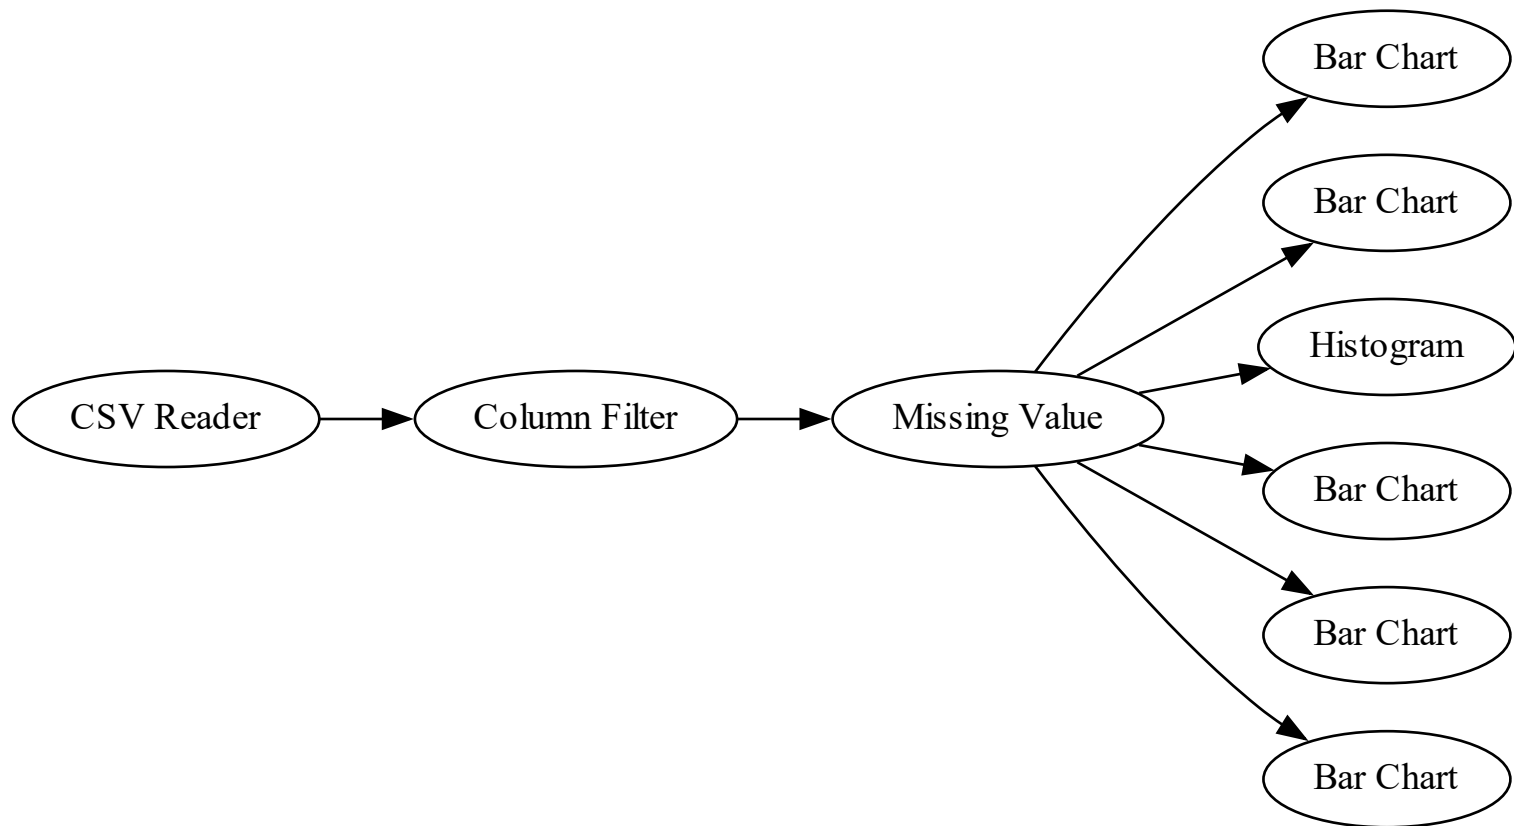 Bar Chart
Bar Chart
Histogram
CSV Reader
Column Filter
Missing Value
Bar Chart
Bar Chart
Bar Chart